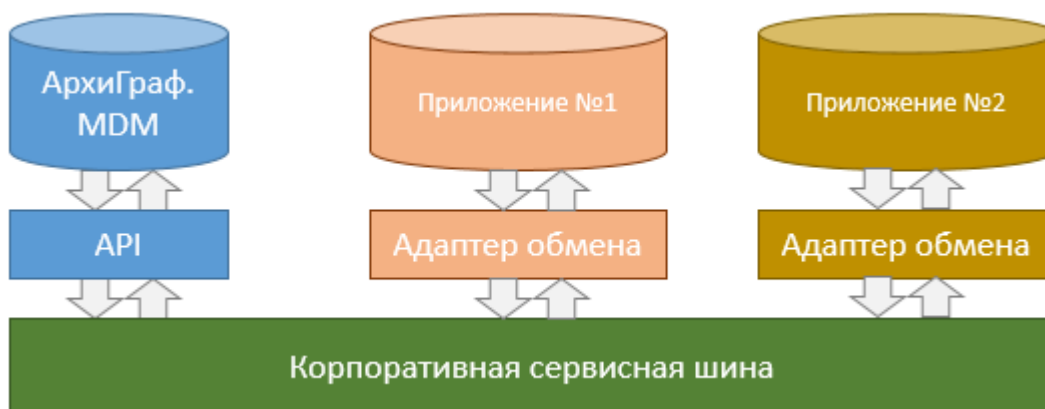 АрхиГраф.
MDM
Приложение №1
Приложение №2
API
Адаптер обмена
Адаптер обмена
Корпоративная сервисная шина